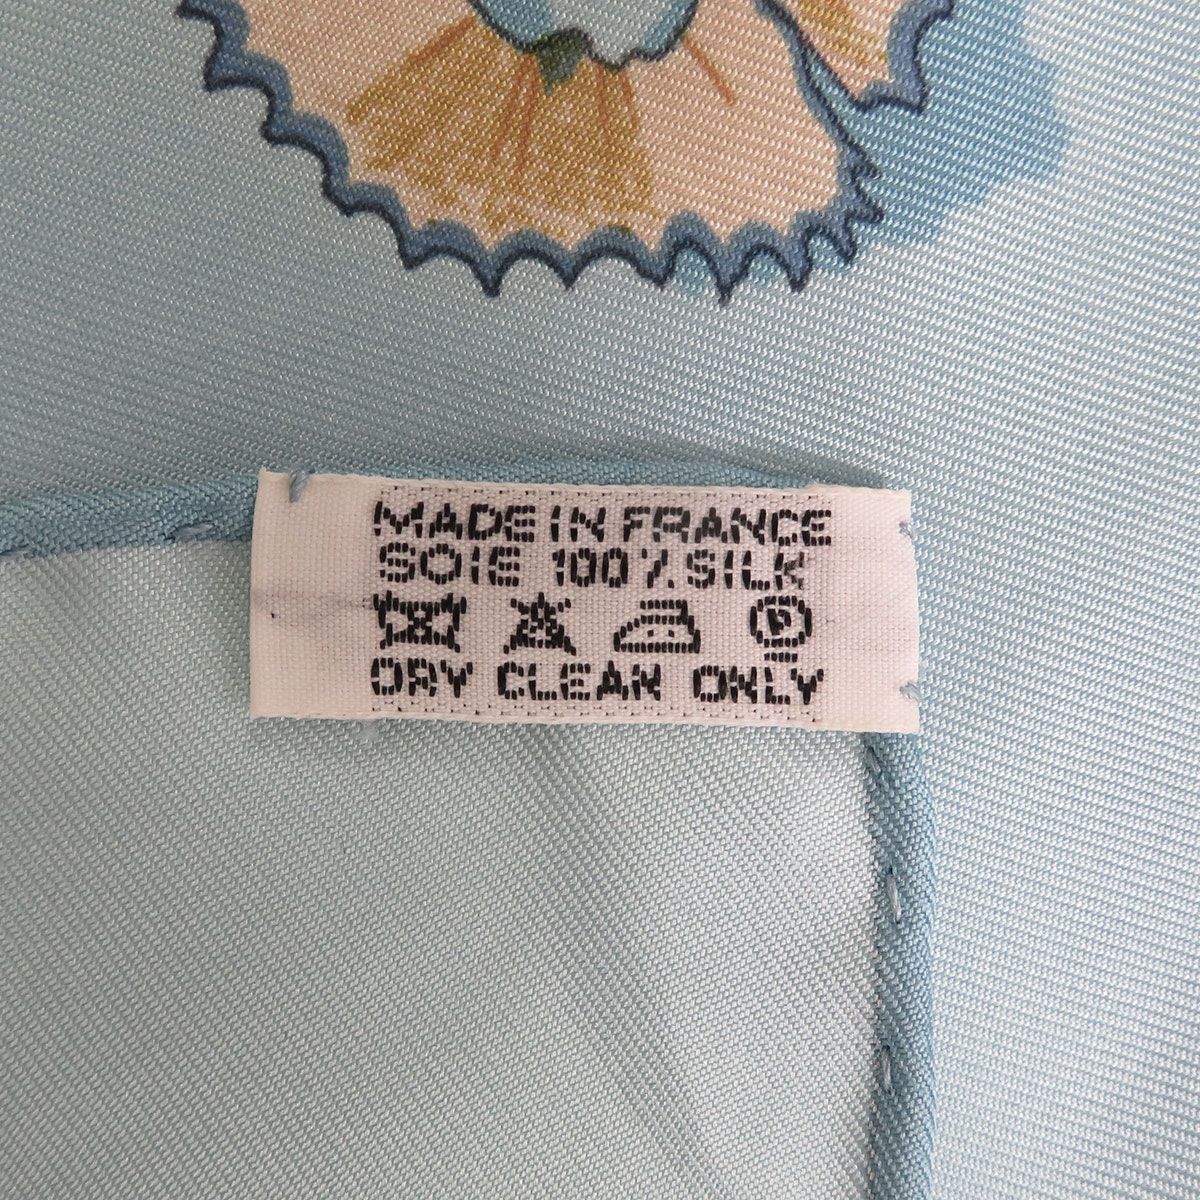 MADE IN FRANCE
SOIE 100% SILK
P
DRY CLEAN ONLY